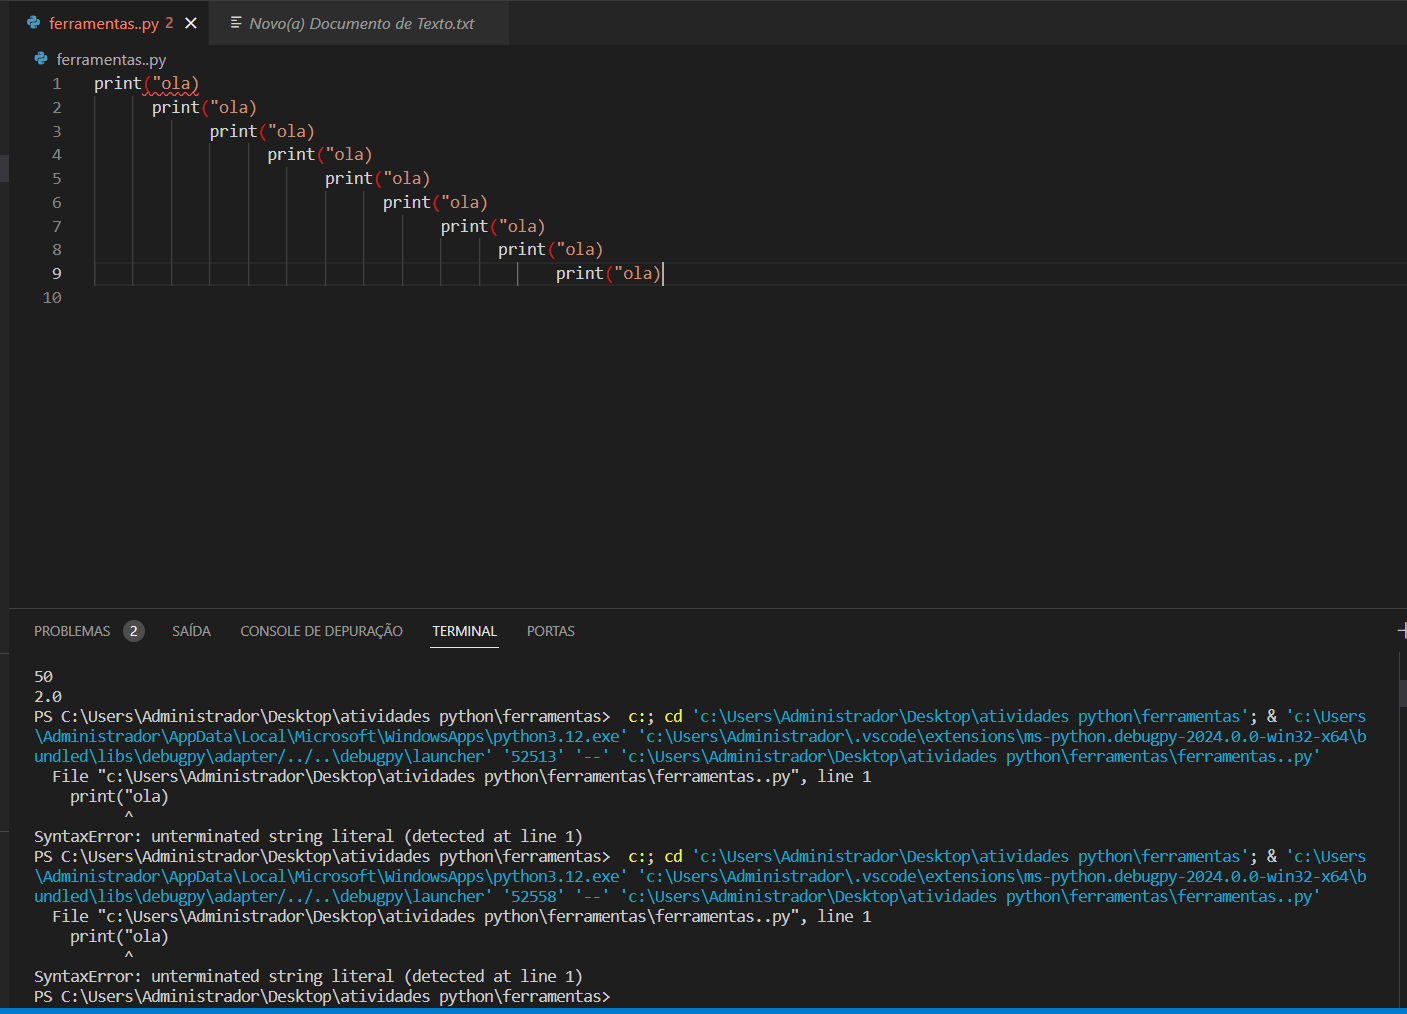 ferramentas..py 2 ×
Novo(a) Documento de Texto.txt
ferramentas..py
1 print("ola)
2 print("ola)
3 print("ola)
4 print("ola)
5 print("ola)
6 print("ola)
7 print("ola)
8 print("ola)
9 print("ola)
10
PROBLEMAS 2 SAÍDA CONSOLE DE DEPURAÇÃO TERMINAL PORTAS
50
2.0
PS C:\Users\Administrador\Desktop\atividades python\ferramentas>  c:; cd 'c:\Users\Administrador\Desktop\atividades python\ferramentas'; & 'c:\Users
\Administrador\AppData\Local\Microsoft\WindowsApps\python3.12.exe' 'c:\Users\Administrador\.vscode\extensions\ms-python.debugpy-2024.0.0-win32-x64\b
undled\libs\debugpy\adapter/../..\debugpy\launcher' '52513' '--' 'c:\Users\Administrador\Desktop\atividades python\ferramentas\ferramentas..py'
  File "c:\Users\Administrador\Desktop\atividades python\ferramentas\ferramentas..py", line 1
    print("ola)
          ^
SyntaxError: unterminated string literal (detected at line 1)
PS C:\Users\Administrador\Desktop\atividades python\ferramentas>  c:; cd 'c:\Users\Administrador\Desktop\atividades python\ferramentas'; & 'c:\Users
\Administrador\AppData\Local\Microsoft\WindowsApps\python3.12.exe' 'c:\Users\Administrador\.vscode\extensions\ms-python.debugpy-2024.0.0-win32-x64\b
undled\libs\debugpy\adapter/../..\debugpy\launcher' '52558' '--' 'c:\Users\Administrador\Desktop\atividades python\ferramentas\ferramentas..py'
  File "c:\Users\Administrador\Desktop\atividades python\ferramentas\ferramentas..py", line 1
    print("ola)
          ^
SyntaxError: unterminated string literal (detected at line 1)
PS C:\Users\Administrador\Desktop\atividades python\ferramentas>